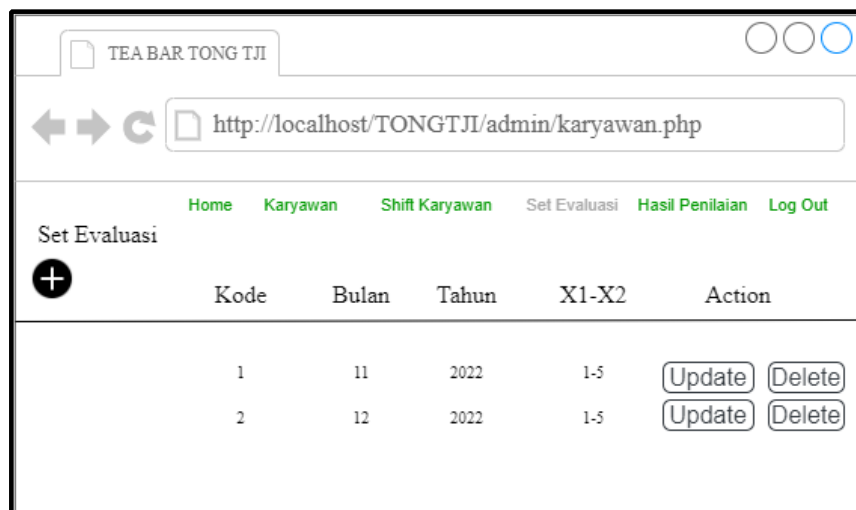 TEA BAR TONG TJI
http://localhost/TONGTJI/admin/karyawan.php
Home Karyawan Shift Karyawan Set Evaluasi Hasil Penilaian Log Out
Set Evaluasi
Kode Bulan Tahun X1-X2 Action
1 11 2022 1-5 Update Delete
2 12 2022 1-5 Update Delete